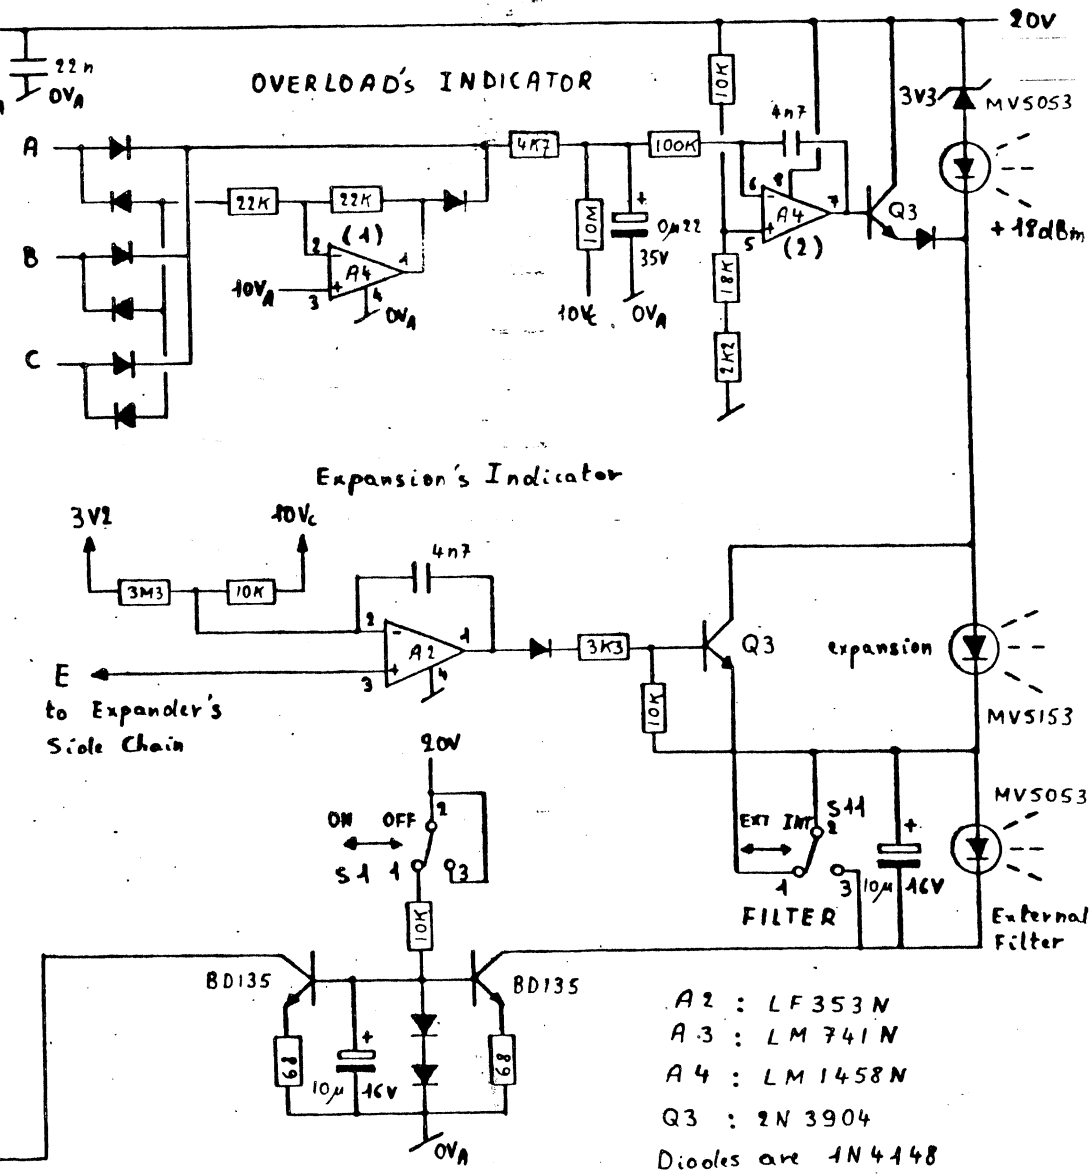 20V
22n
0VA
OVERLOAD's INDICATOR
10K
3V3
MV5053
4n7
A
4K7
100K
6
8
7
A4
(2)
5
Q3
+18dBm
22K
22K
(1)
2
1
A4
10VA
3
4
0VA
10M
+
0µ22
35V
B
10VC
0VA
18K
2K2
C
Expansion's Indicator
3V2
10Vc
4n7
3M3
10K
2
1
A2
3
4
3K3
Q3
expansion
E
to Expander's
Side Chain
10K
MV5153
20V
MV5053
ON OFF
2
S1 1
3
EXT INT
S11
2
+
1
3
10µ 16V
FILTER
External
Filter
10K
BD135
BD135
68
+
10µ 16V
68
0VA
A2 : LF353N
A3 : LM741N
A4 : LM1458N
Q3 : 2N3904
Diodes are 1N4148